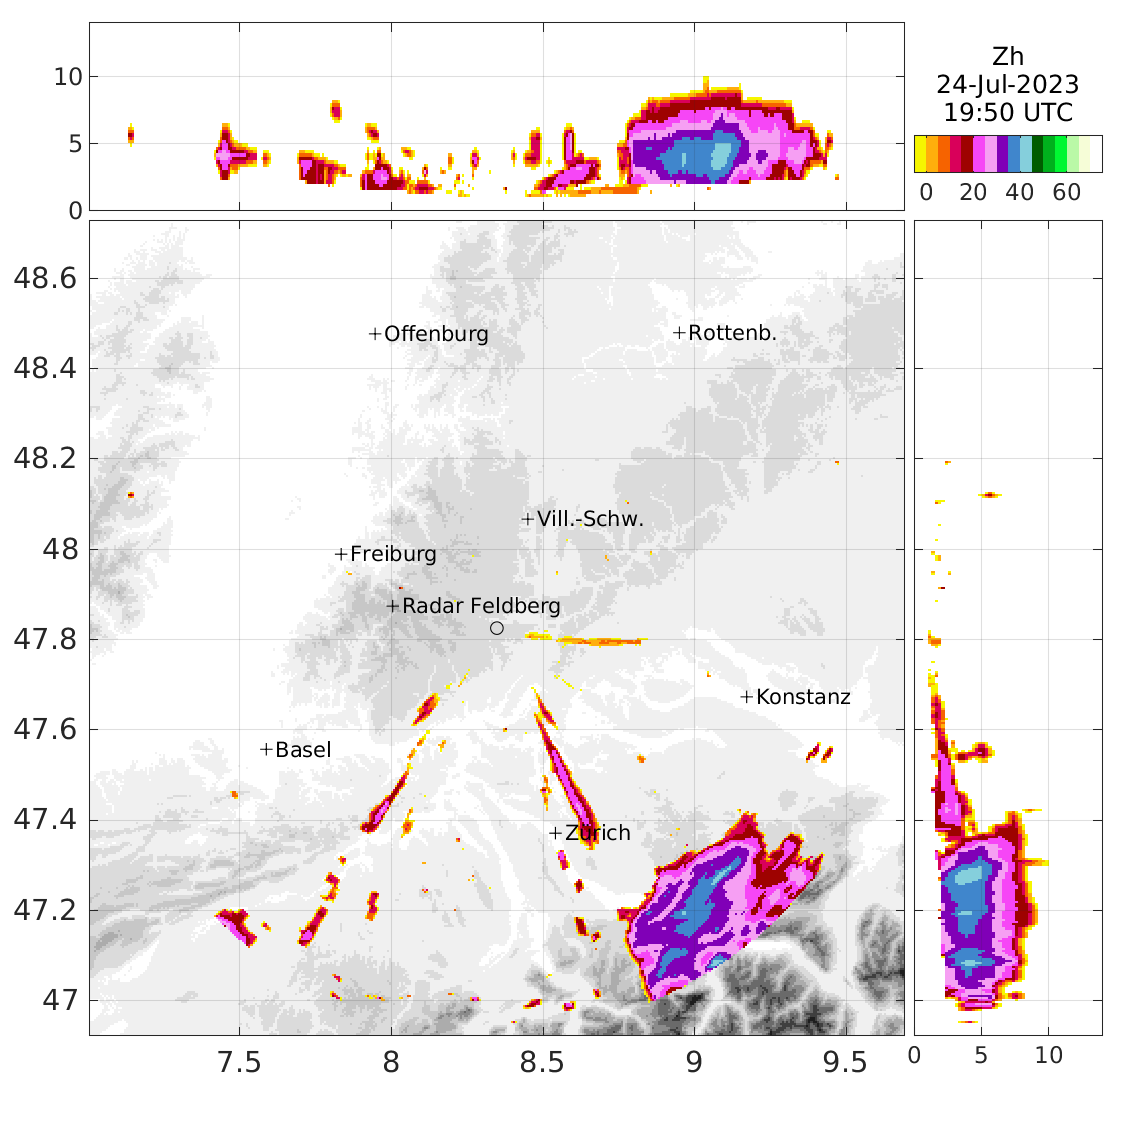 10
5
0
Zh
24-Jul-2023
19:50 UTC
0 20 40 60
48.6
48.4
48.2
48
47.8
47.6
47.4
47.2
47
Offenburg
Rottenb.
Vill.-Schw.
Freiburg
Radar Feldberg
Konstanz
Basel
Zürich
7.5 8 8.5 9 9.5
0 5 10